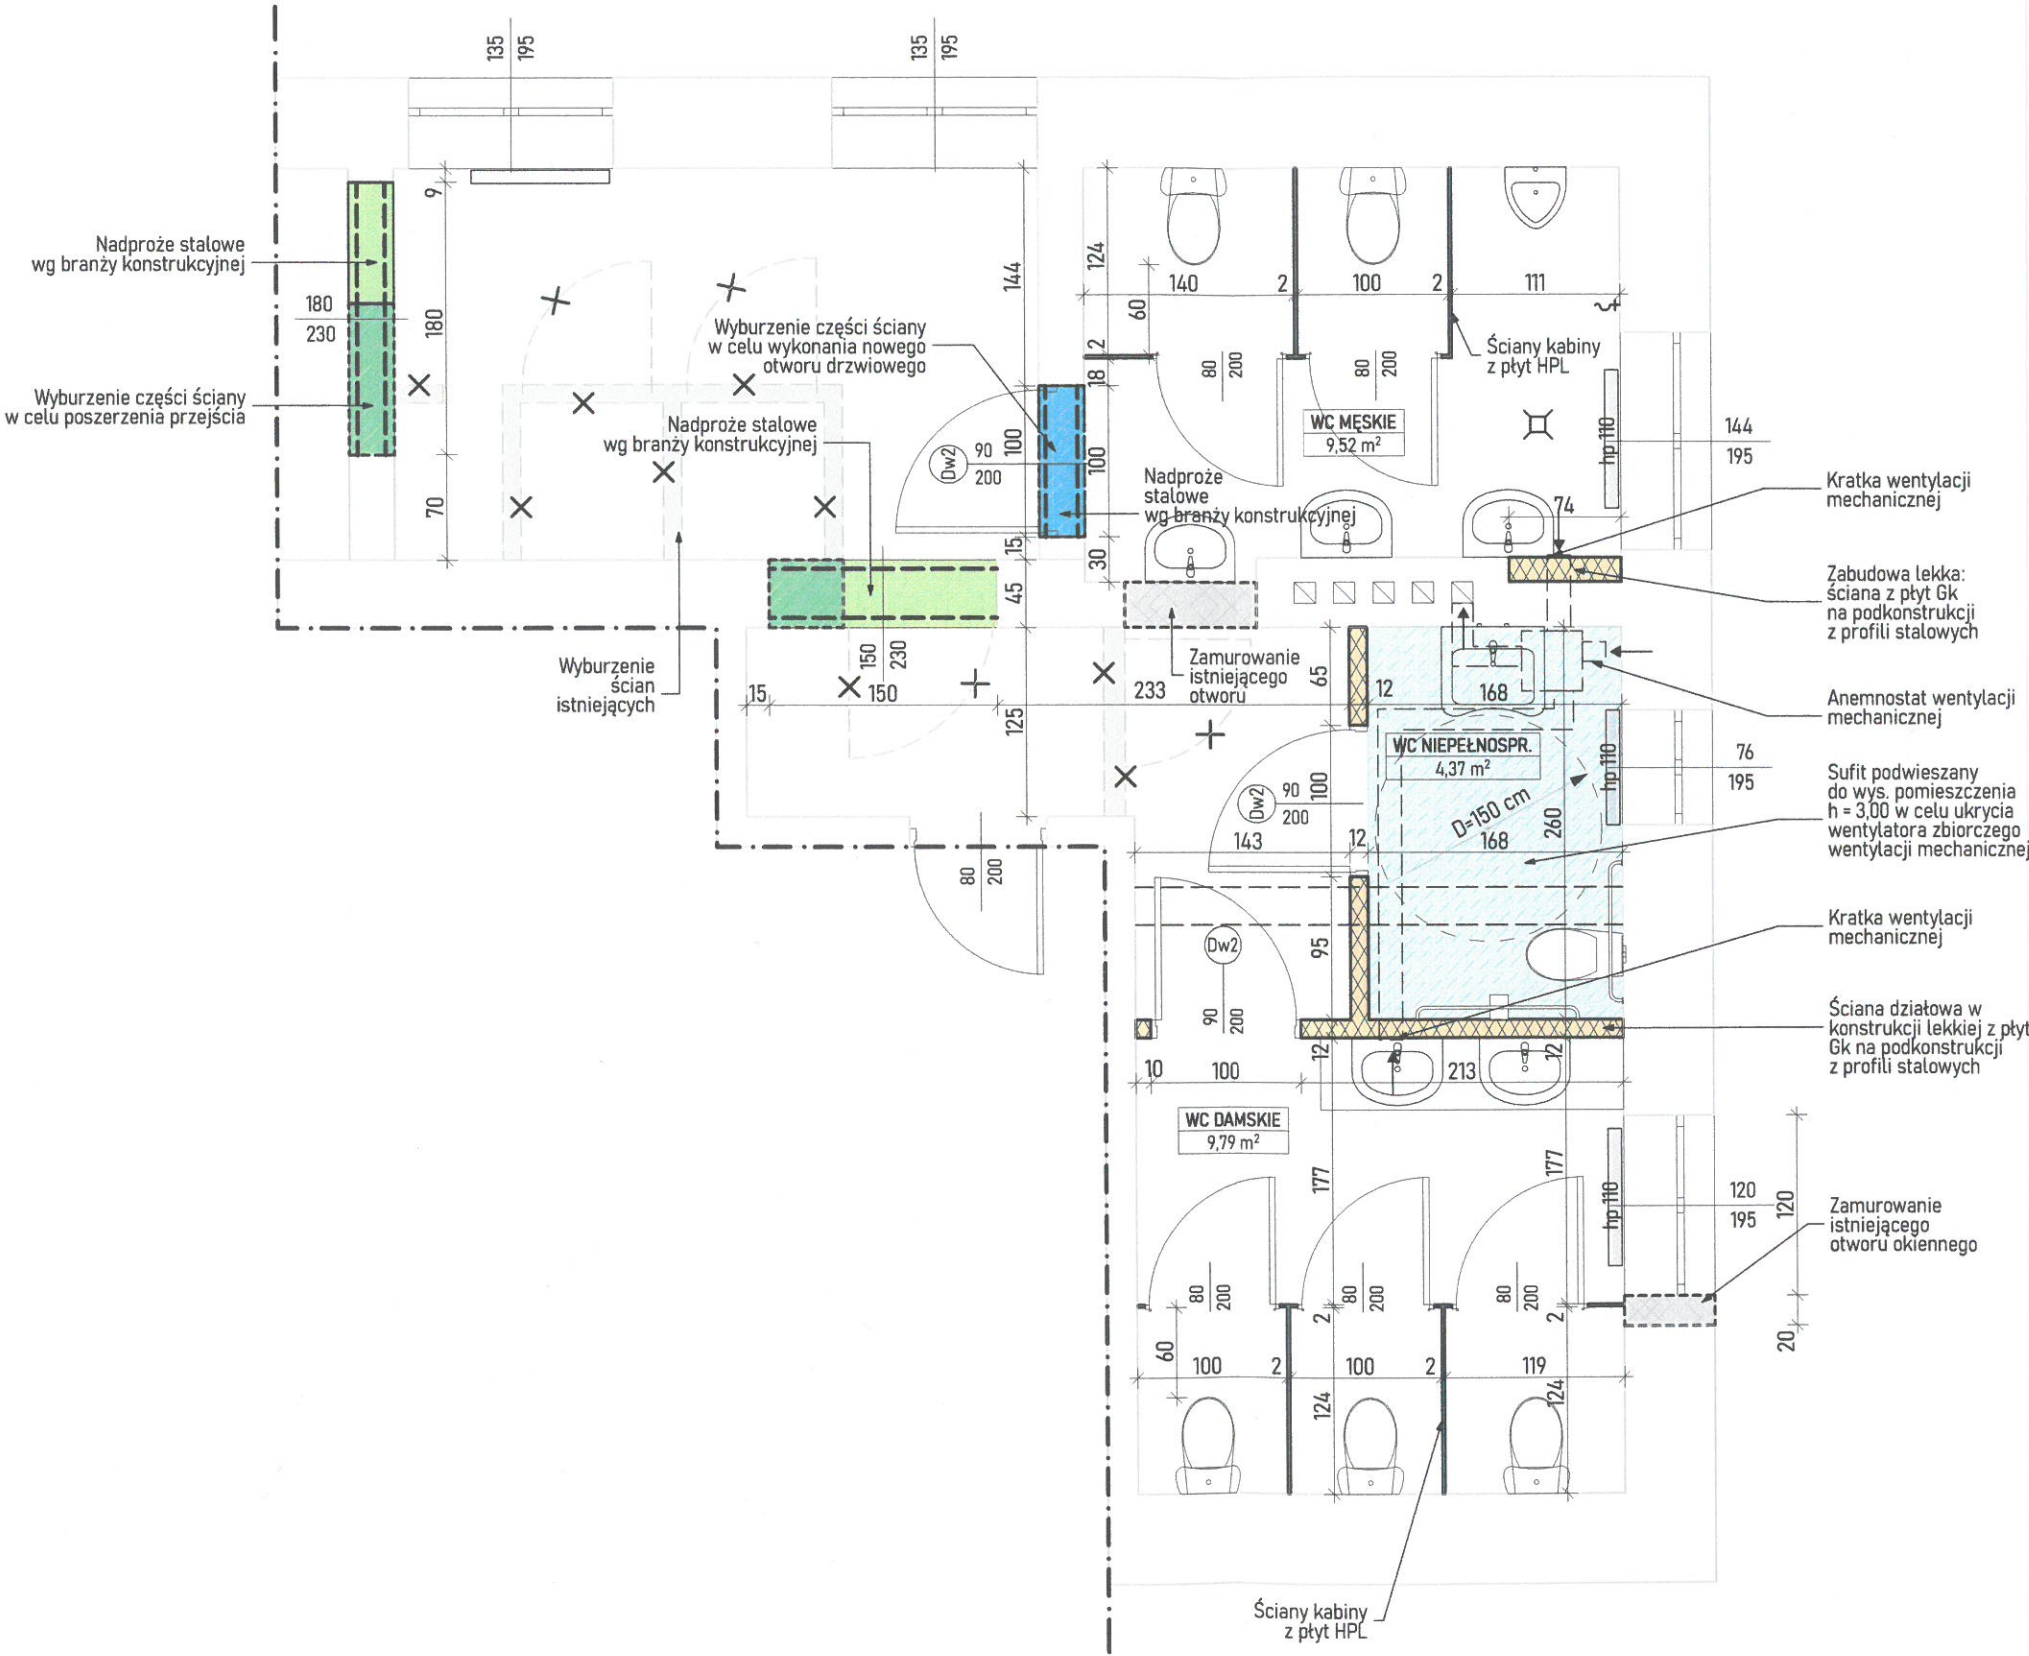 135
195
135
195
9
180
70
Nadproże stalowe
wg branży konstrukcyjnej
180
230
Wyburzenie części ściany
w celu poszerzenia przejścia
Wyburzenie części ściany
w celu wykonania nowego
otworu drzwiowego
Nadproże stalowe
wg branży konstrukcyjnej
144
100
15
45
125
Dw2
90
200
124
60
2
18
100
30
140
2
100
2
111
80
200
80
200
Ściany kabiny
z płyt HPL
WC MĘSKIE
9,52 m²
hp 110
144
195
Nadproże
stalowe
wg branży konstrukcyjnej
74
Kratka wentylacji
mechanicznej
Zabudowa lekka:
ściana z płyt Gk
na podkonstrukcji
z profili stalowych
Wyburzenie
ścian
istniejących
150
230
15
150
233
Zamurowanie
istniejącego
otworu
65
12
168
Anemnostat wentylacji
mechanicznej
WC NIEPEŁNOSPR.
4,37 m²
hp 110
76
195
D=150 cm
Dw2
90
200
100
260
143
12
168
Sufit podwieszany
do wys. pomieszczenia
h = 3,00 w celu ukrycia
wentylatora zbiorczego
wentylacji mechanicznej
80
200
Dw2
95
90
200
Kratka wentylacji
mechanicznej
Ściana działowa w
konstrukcji lekkiej z płyt
Gk na podkonstrukcji
z profili stalowych
12
12
10
100
213
WC DAMSKIE
9,79 m²
177
177
hp 110
120
195
120
20
Zamurowanie
istniejącego
otworu okiennego
80
200
80
200
80
200
60
2
2
100
2
100
2
119
124
124
Ściany kabiny
z płyt HPL